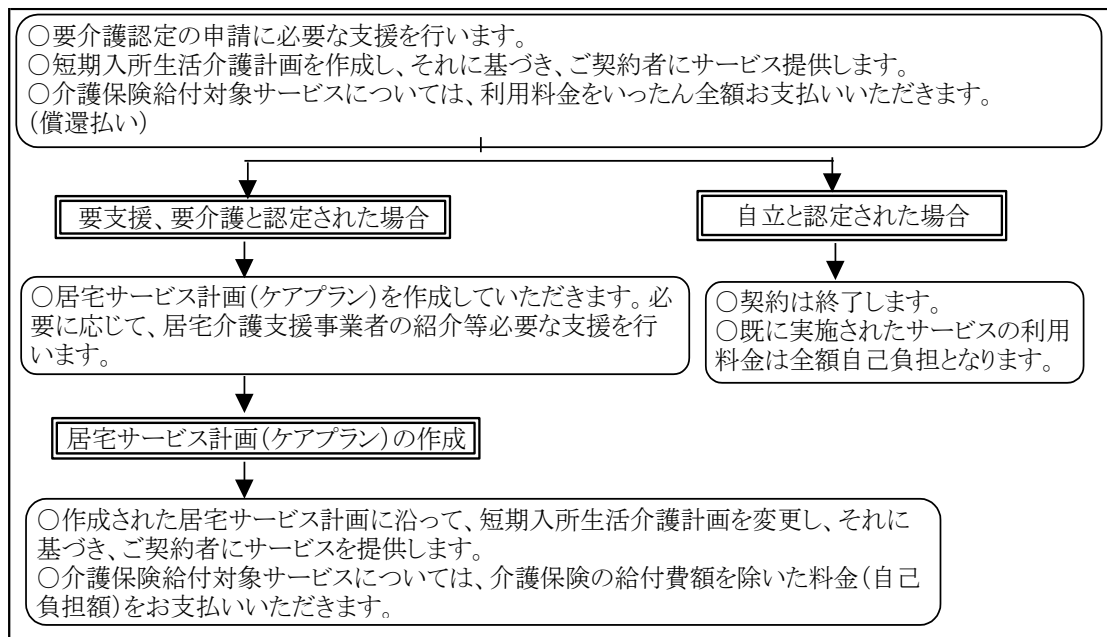 ○要介護認定の申請に必要な支援を行います。
○短期入所生活介護計画を作成し、それに基づき、ご契約者にサービス提供します。
○介護保険給付対象サービスについては、利用料金をいったん全額お支払いいただきます。
(償還払い)
要支援、要介護と認定された場合
自立と認定された場合
○居宅サービス計画(ケアプラン)を作成していただきます。必
要に応じて、居宅介護支援事業者の紹介等必要な支援を行
います。
○契約は終了します。
○既に実施されたサービスの利用
料金は全額自己負担となります。
居宅サービス計画(ケアプラン)の作成
○作成された居宅サービス計画に沿って、短期入所生活介護計画を変更し、それに
基づき、ご契約者にサービスを提供します。
○介護保険給付対象サービスについては、介護保険の給付費額を除いた料金(自己
負担額)をお支払いいただきます。